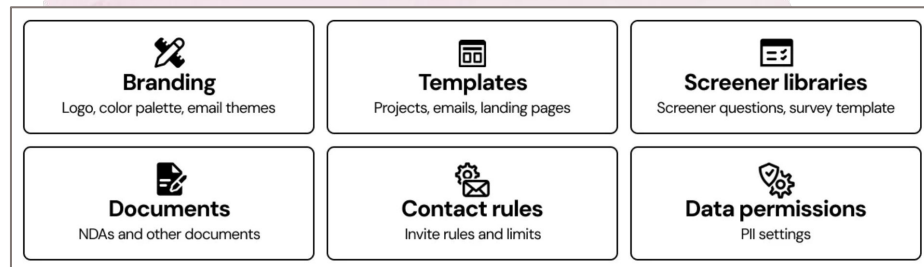 Branding
Logo, color palette, email themes
Templates
Projects, emails, landing pages
Screener libraries
Screener questions, survey template
Documents
NDAs and other documents
Contact rules
Invite rules and limits
Data permissions
PII settings